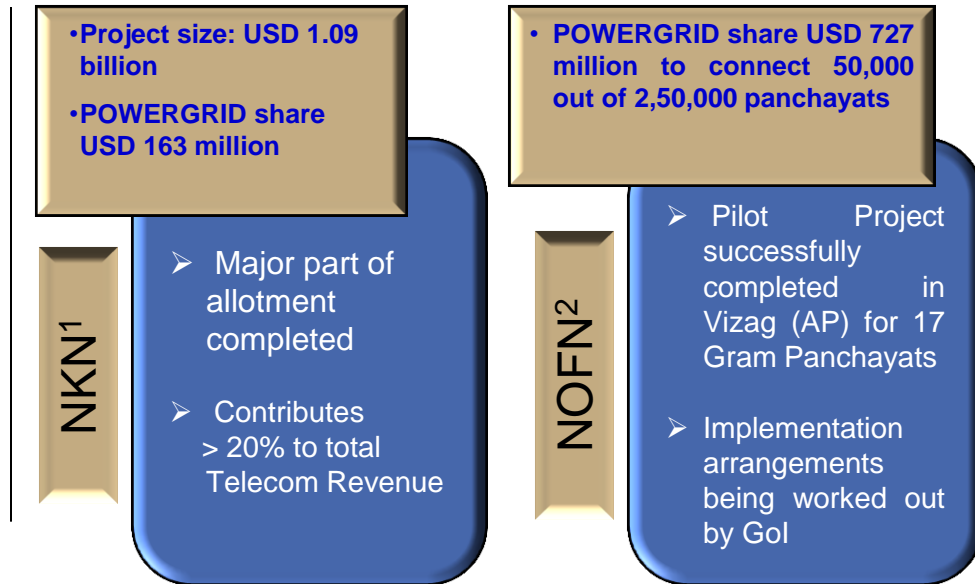 •Project size: USD 1.09
billion
•POWERGRID share
USD 163 million
NKN¹
➢ Major part of
allotment
completed
➢ Contributes
> 20% to total
Telecom Revenue
• POWERGRID share USD 727
million to connect 50,000
out of 2,50,000 panchayats
NOFN²
➢ Pilot Project
successfully
completed in
Vizag (AP) for 17
Gram Panchayats
➢ Implementation
arrangements
being worked out
by GoI